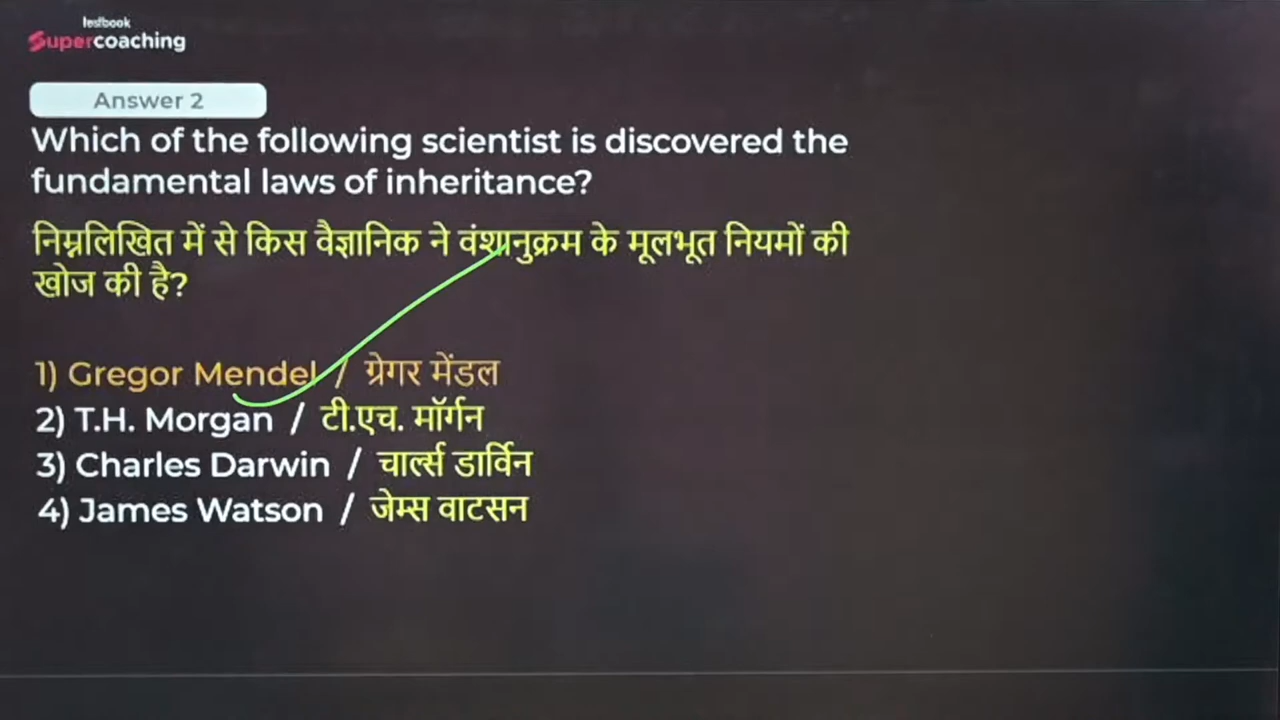 testbook
Supercoaching
Answer 2
Which of the following scientist is discovered the
fundamental laws of inheritance?
निम्नलिखित में से किस वैज्ञानिक ने वंशानुक्रम के मूलभूत नियमों की
खोज की है?
1) Gregor Mendel / ग्रेगर मेंडल
2) T.H. Morgan / टी.एच. मॉर्गन
3) Charles Darwin / चार्ल्स डार्विन
4) James Watson / जेम्स वाटसन